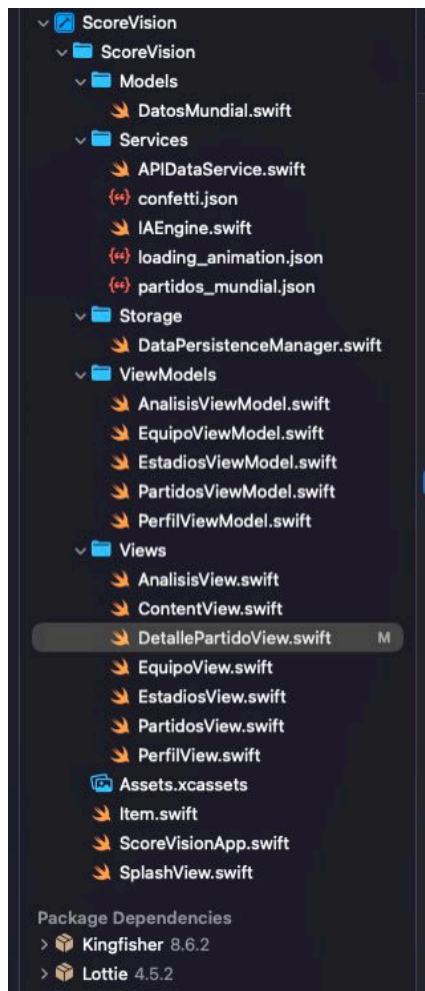 ScoreVision
ScoreVision
Models
DatosMundial.swift
Services
APIDataService.swift
confetti.json
IAEngine.swift
loading_animation.json
partidos_mundial.json
Storage
DataPersistenceManager.swift
ViewModels
AnalisisViewModel.swift
EquipoViewModel.swift
EstadiosViewModel.swift
PartidosViewModel.swift
PerfilViewModel.swift
Views
AnalisisView.swift
ContentView.swift
DetallePartidoView.swift M
EquipoView.swift
EstadiosView.swift
PartidosView.swift
PerfilView.swift
Assets.xcassets
Item.swift
ScoreVisionApp.swift
SplashView.swift
Package Dependencies
Kingfisher 8.6.2
Lottie 4.5.2